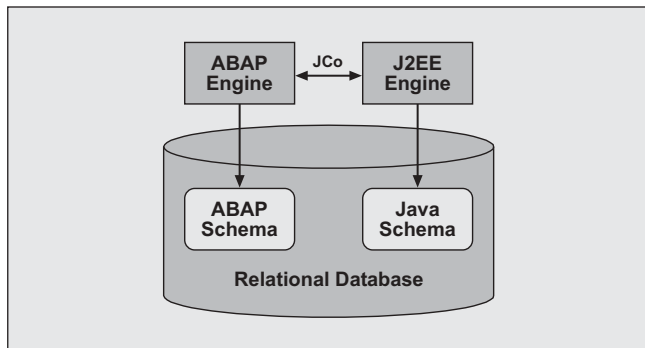 ABAP
Engine
JCo
J2EE
Engine
ABAP
Schema
Java
Schema
Relational Database